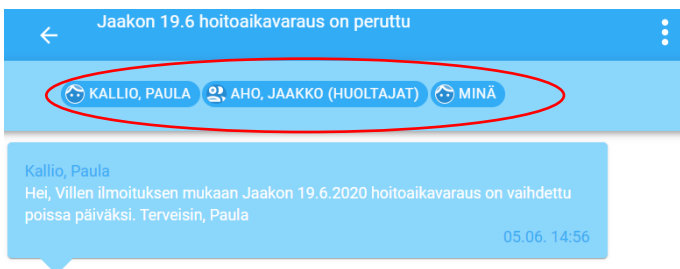 Jaakon 19.6 hoitoaikavaraus on peruttu
KALLIO, PAULA AHO, JAAKKO (HUOLTAJAT) MINÄ
Kallio, Paula
Hei, Villen ilmoituksen mukaan Jaakon 19.6.2020 hoitoaikavaraus on vaihdettu
poissa päiväksi. Terveisin, Paula
05.06. 14:56